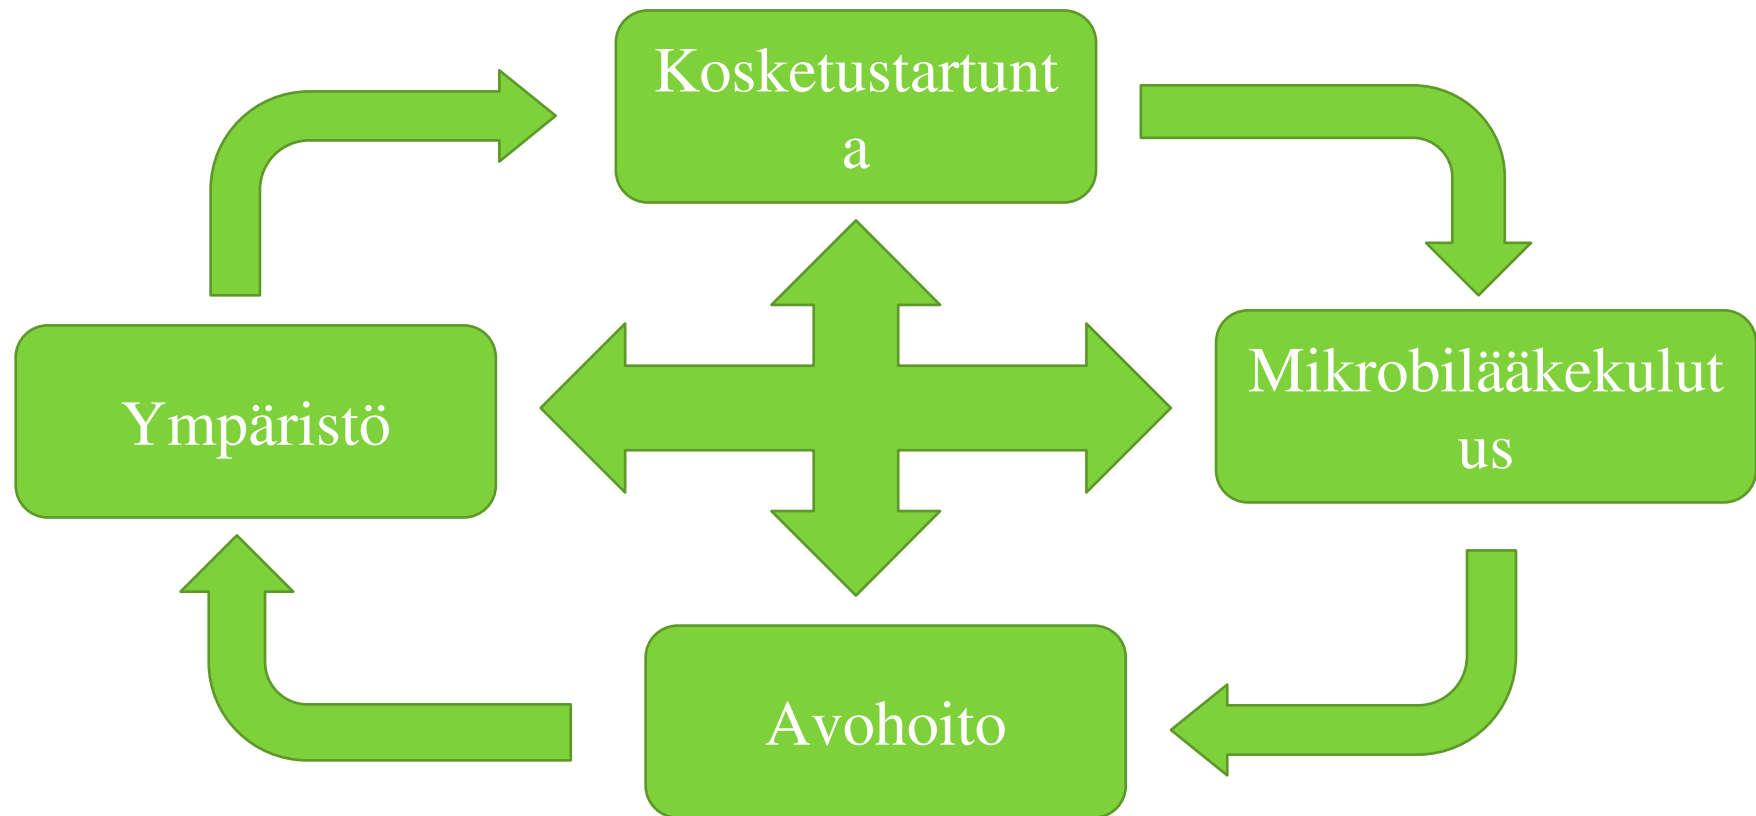 Kosketustartunt
a
Ympäristö
Mikrobilääkekulut
us
Avohoito